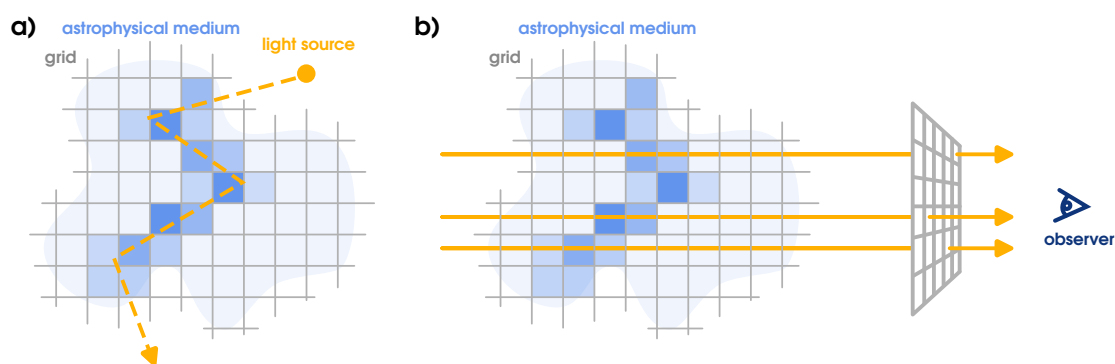 a)
astrophysical medium
light source
grid
b)
astrophysical medium
grid
observer